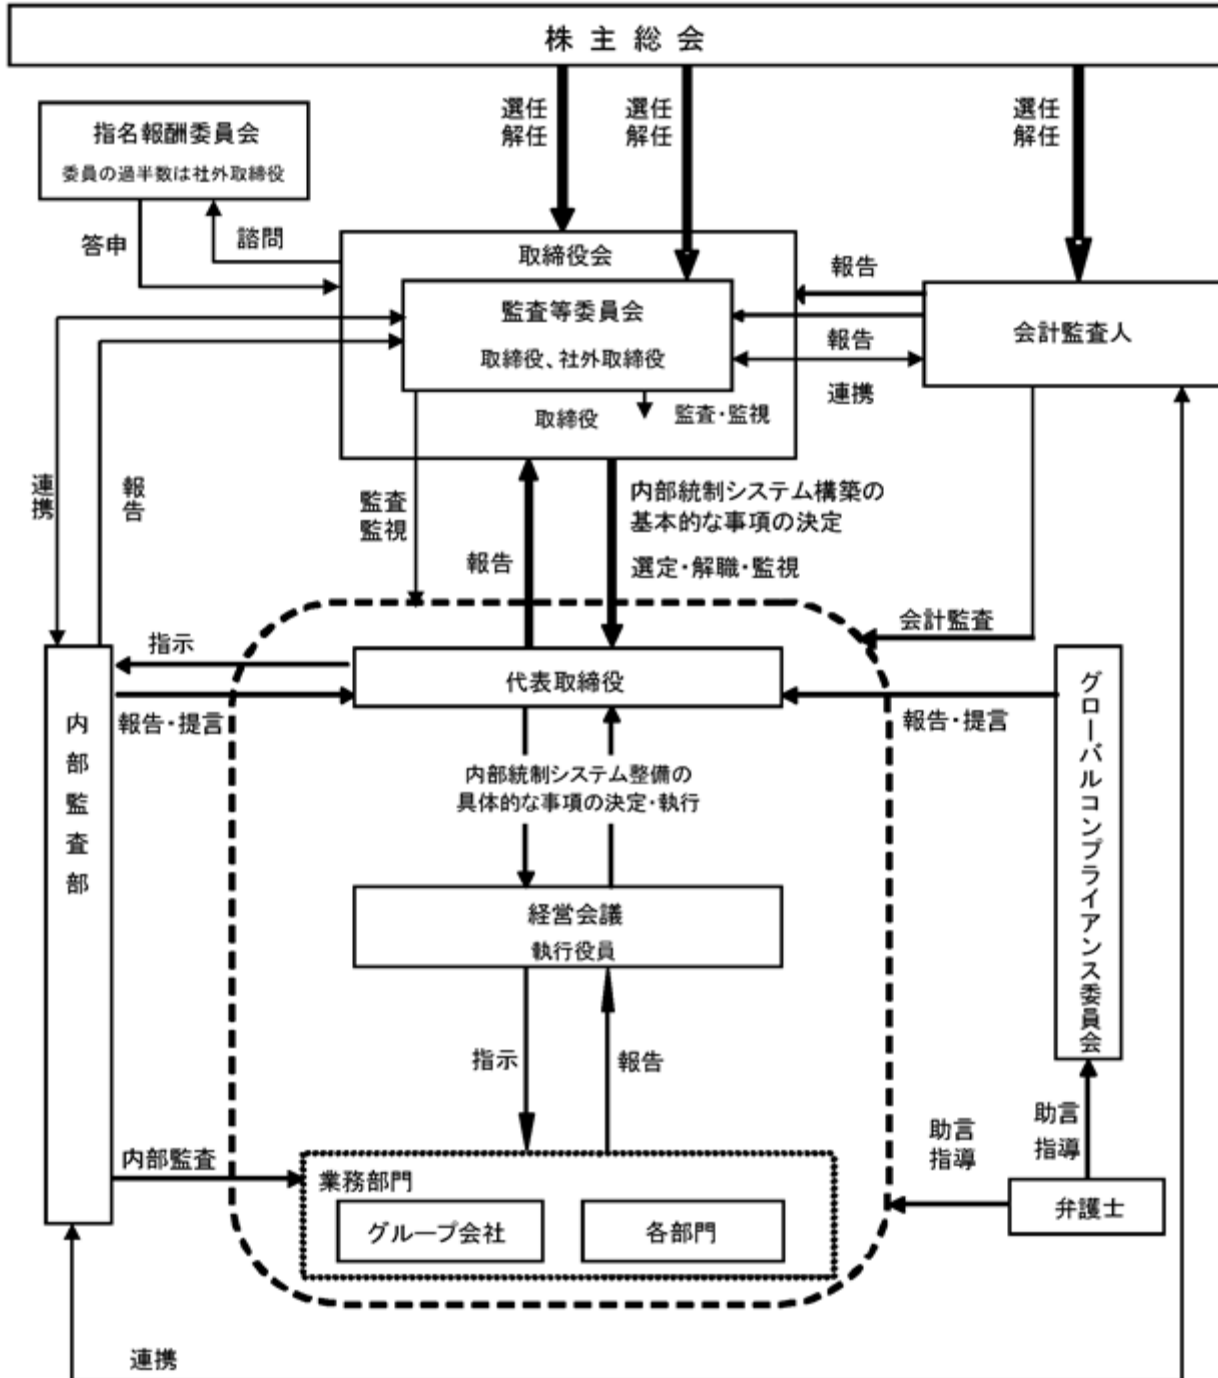 株主総会
選任
解任
選任
解任
選任
解任
指名報酬委員会
委員の過半数は社外取締役
答申
諮問
取締役会
監査等委員会
取締役、社外取締役
取締役
監査・監視
報告
報告
連携
会計監査人
連携
報告
監査
監視
報告
内部統制システム構築の
基本的な事項の決定
選定・解職・監視
会計監査
指示
報告・提言
代表取締役
報告・提言
内部監査部
グローバルコンプライアンス委員会
内部統制システム整備の
具体的な事項の決定・執行
経営会議
執行役員
指示
報告
助言
指導
助言
指導
内部監査
業務部門
グループ会社
各部門
弁護士
連携